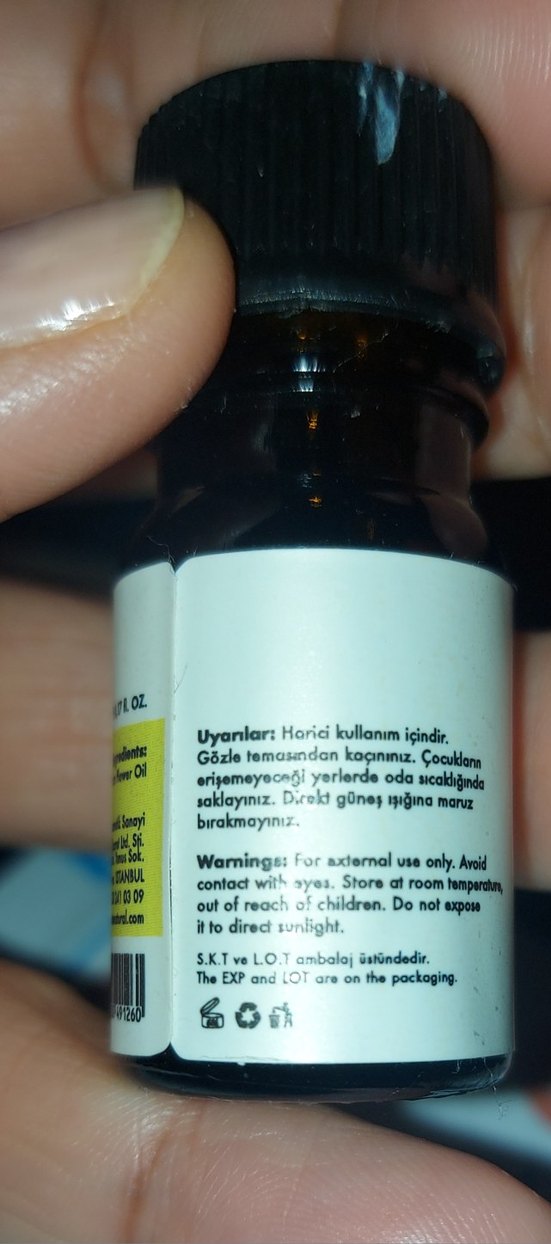 FL. OZ.
Flower Oil
Sanayi
Ltd. Şti.
Sok.
İSTANBUL
03 09
Uyarılar: Harici kullanım içindir.
Gözle temasından kaçınınız. Çocukların
erişemeyeceği yerlerde oda sıcaklığında
saklayınız. Direkt güneş ışığına maruz
bırakmayınız.
Warnings: For external use only. Avoid
contact with eyes. Store at room temperature,
out of reach of children. Do not expose
it to direct sunlight.
S.K.T ve L.O.T ambalaj üstündedir.
The EXP and LOT are on the packaging.